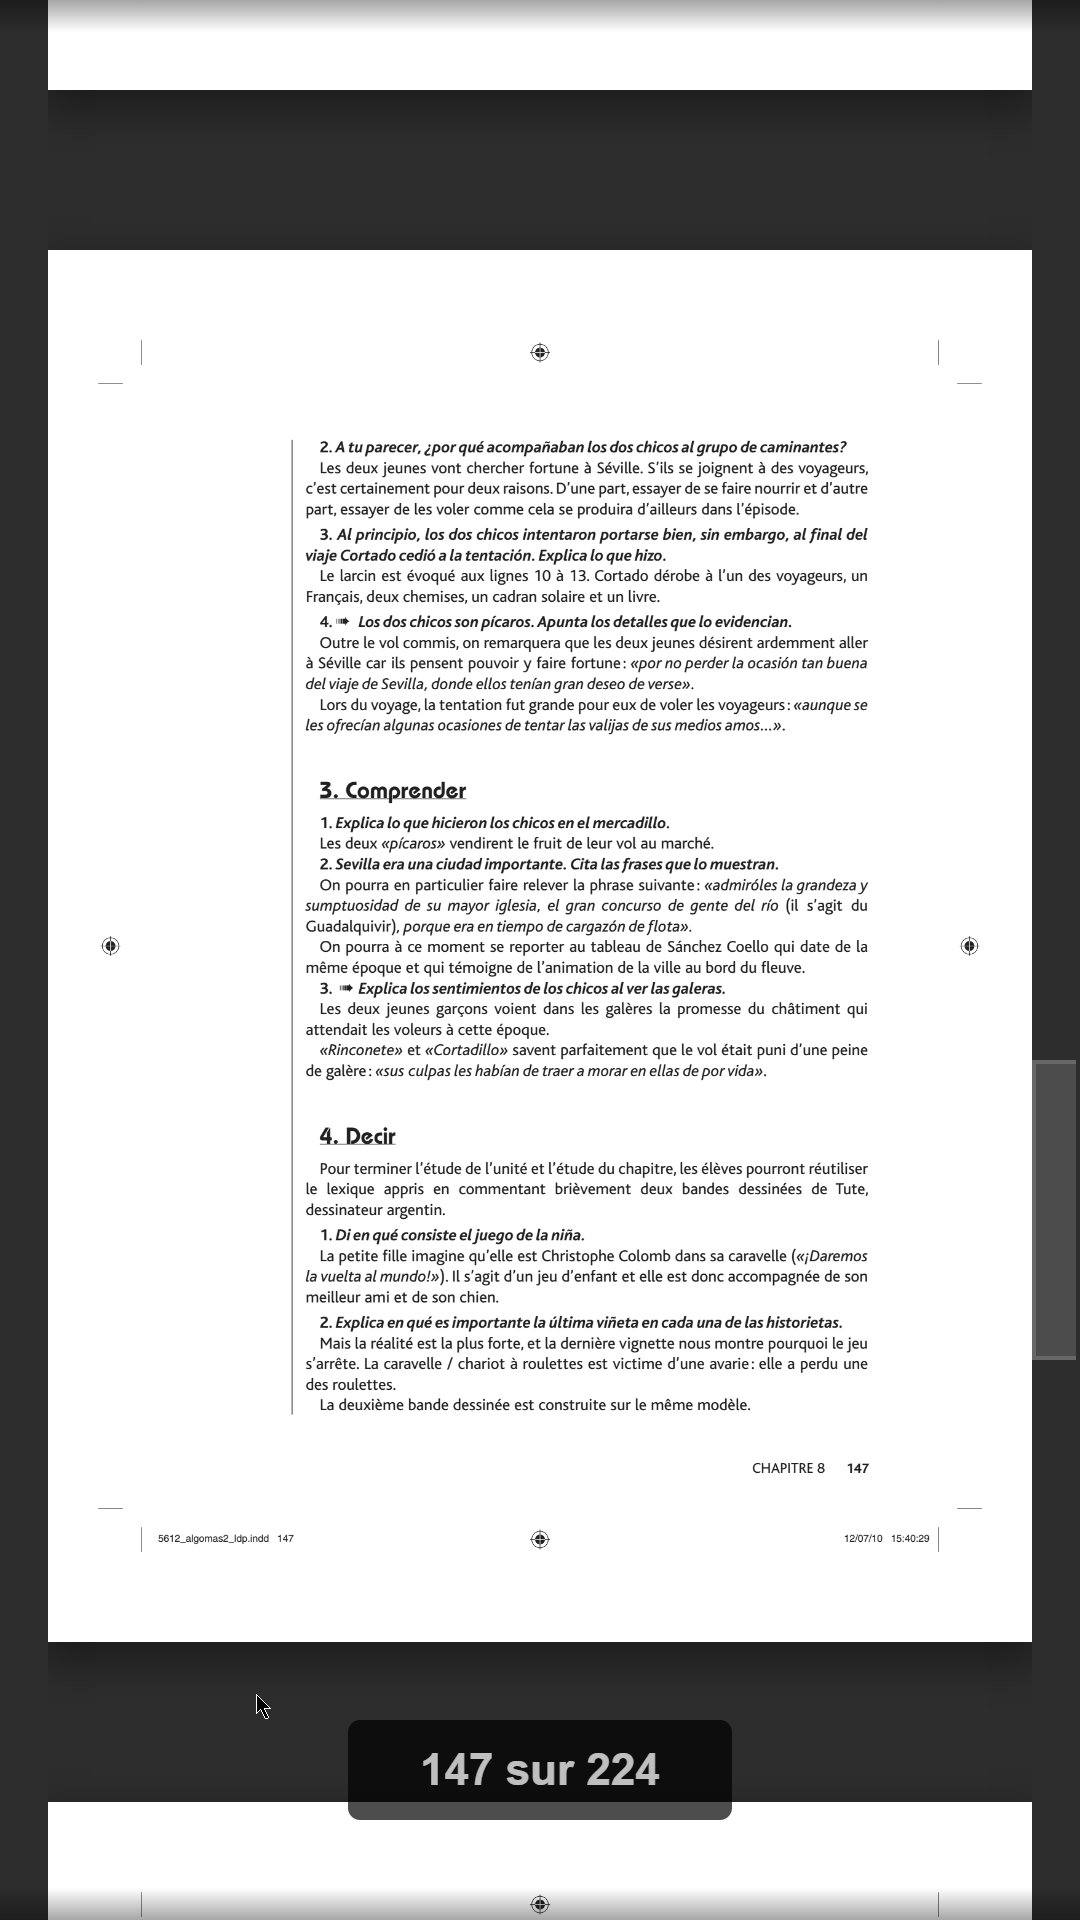 2. A tu parecer, ¿por qué acompañaban los dos chicos al grupo de caminantes?
Les deux jeunes vont chercher fortune à Séville. S’ils se joignent à des voyageurs,
c’est certainement pour deux raisons. D’une part, essayer de se faire nourrir et d’autre
part, essayer de les voler comme cela se produira d’ailleurs dans l’épisode.
3. Al principio, los dos chicos intentaron portarse bien, sin embargo, al final del
viaje Cortado cedió a la tentación. Explica lo que hizo.
Le larcin est évoqué aux lignes 10 à 13. Cortado dérobe à l’un des voyageurs, un
Français, deux chemises, un cadran solaire et un livre.
4. ➠ Los dos chicos son pícaros. Apunta los detalles que lo evidencian.
Outre le vol commis, on remarquera que les deux jeunes désirent ardemment aller
à Séville car ils pensent pouvoir y faire fortune : «por no perder la ocasión tan buena
del viaje de Sevilla, donde ellos tenían gran deseo de verse».
Lors du voyage, la tentation fut grande pour eux de voler les voyageurs : «aunque se
les ofrecían algunas ocasiones de tentar las valijas de sus medios amos...».
3. Comprender
1. Explica lo que hicieron los chicos en el mercadillo.
Les deux «pícaros» vendirent le fruit de leur vol au marché.
2. Sevilla era una ciudad importante. Cita las frases que lo muestran.
On pourra en particulier faire relever la phrase suivante : «admiróles la grandeza y
sumptuosidad de su mayor iglesia, el gran concurso de gente del río (il s’agit du
Guadalquivir), porque era en tiempo de cargazón de flota».
On pourra à ce moment se reporter au tableau de Sánchez Coello qui date de la
même époque et qui témoigne de l’animation de la ville au bord du fleuve.
3. ➠ Explica los sentimientos de los chicos al ver las galeras.
Les deux jeunes garçons voient dans les galères la promesse du châtiment qui
attendait les voleurs à cette époque.
«Rinconete» et «Cortadillo» savent parfaitement que le vol était puni d’une peine
de galère : «sus culpas les habían de traer a morar en ellas de por vida».
4. Decir
Pour terminer l’étude de l’unité et l’étude du chapitre, les élèves pourront réutiliser
le lexique appris en commentant brièvement deux bandes dessinées de Tute,
dessinateur argentin.
1. Di en qué consiste el juego de la niña.
La petite fille imagine qu’elle est Christophe Colomb dans sa caravelle («¡Daremos
la vuelta al mundo!»). Il s’agit d’un jeu d’enfant et elle est donc accompagnée de son
meilleur ami et de son chien.
2. Explica en qué es importante la última viñeta en cada una de las historietas.
Mais la réalité est la plus forte, et la dernière vignette nous montre pourquoi le jeu
s’arrête. La caravelle / chariot à roulettes est victime d’une avarie : elle a perdu une
des roulettes.
La deuxième bande dessinée est construite sur le même modèle.
CHAPITRE 8 147
5612_algomas2_ldp.indd 147 12/07/10 15:40:29
147 sur 224